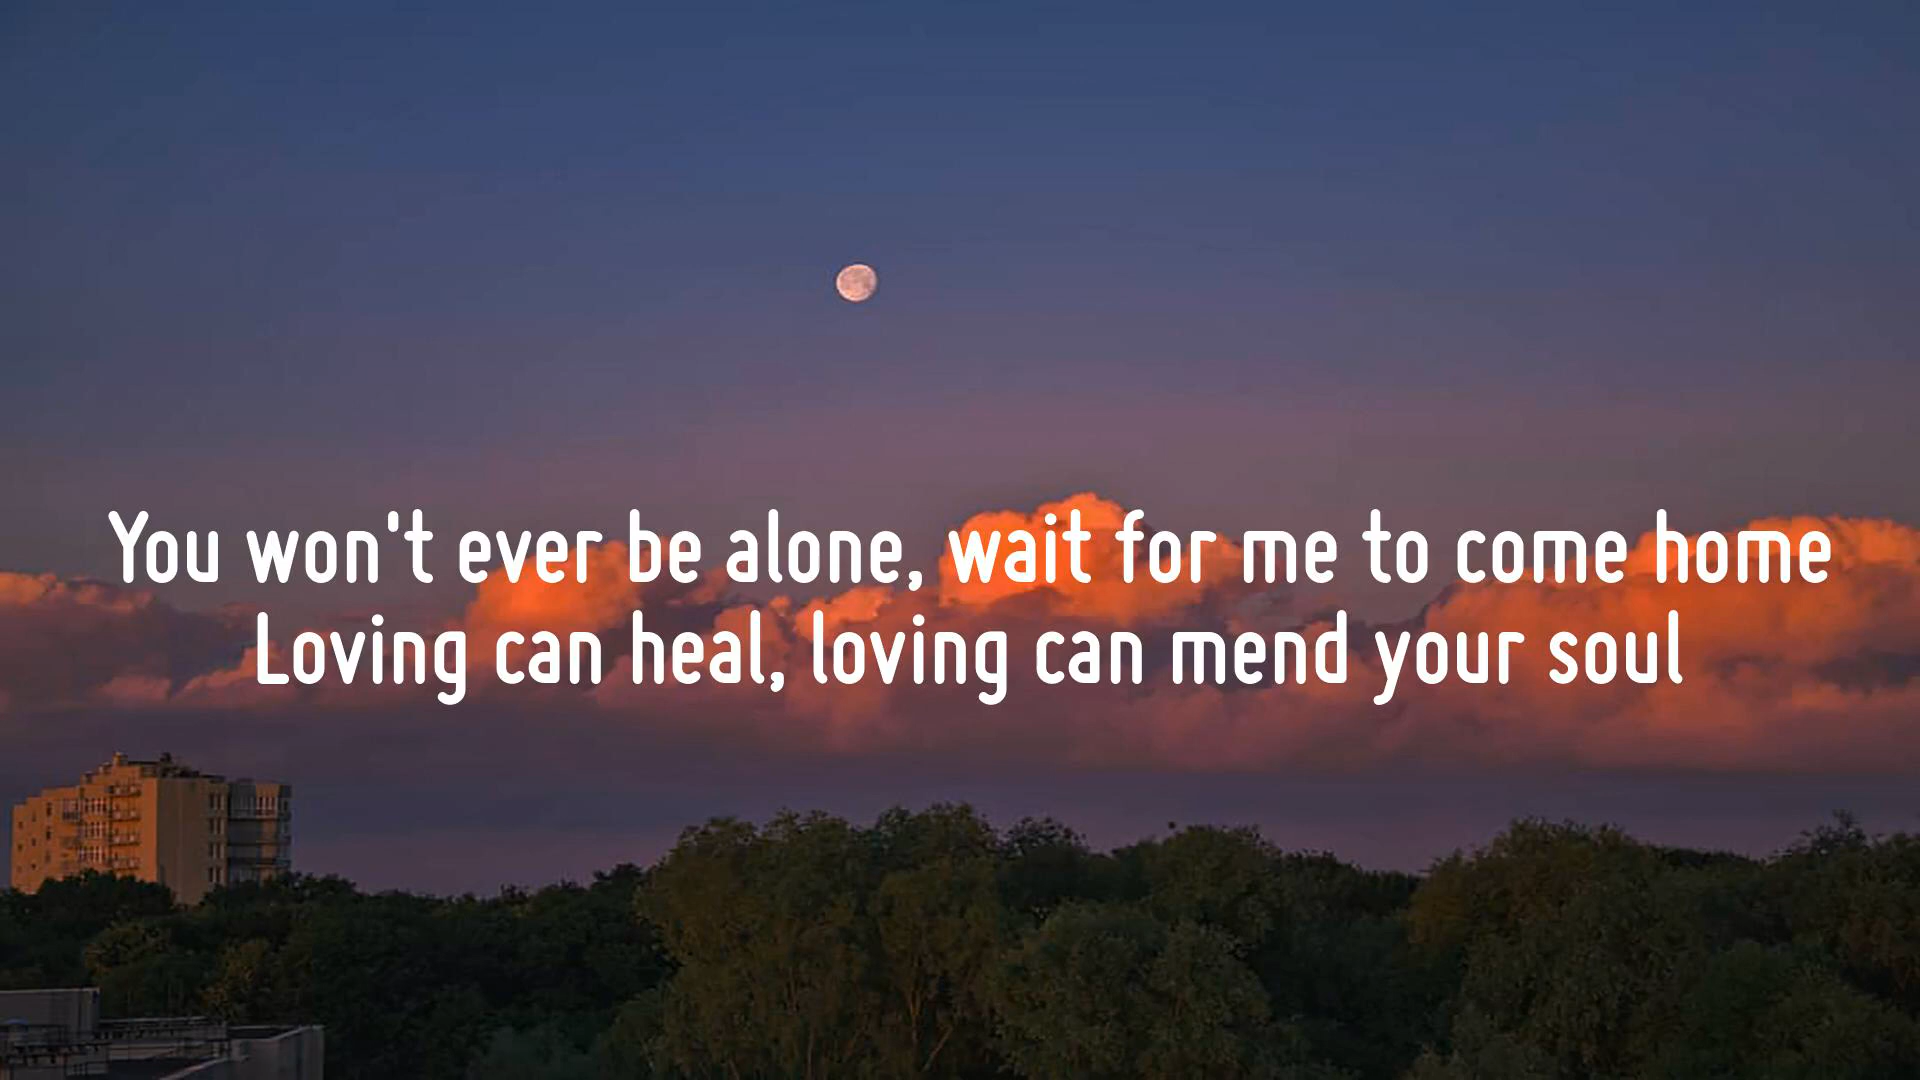 You won't ever be alone, wait for me to come home
Loving can heal, loving can mend your soul